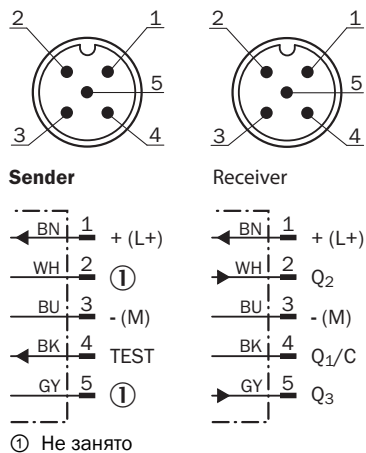 2 1 2 1
5 5
3 4 3 4
Sender Receiver
BN 1 + (L+) BN 1 + (L+)
WH 2 ① WH 2 Q2
BU 3 - (M) BU 3 - (M)
BK 4 TEST BK 4 Q1/C
GY 5 ① GY 5 Q3
① Не занято